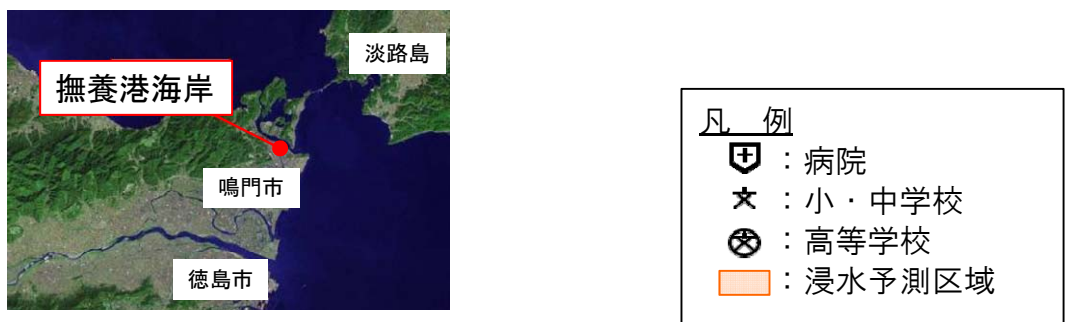 淡路島
撫養港海岸
鳴門市
徳島市
凡　例
：病院
：小・中学校
：高等学校
：浸水予測区域